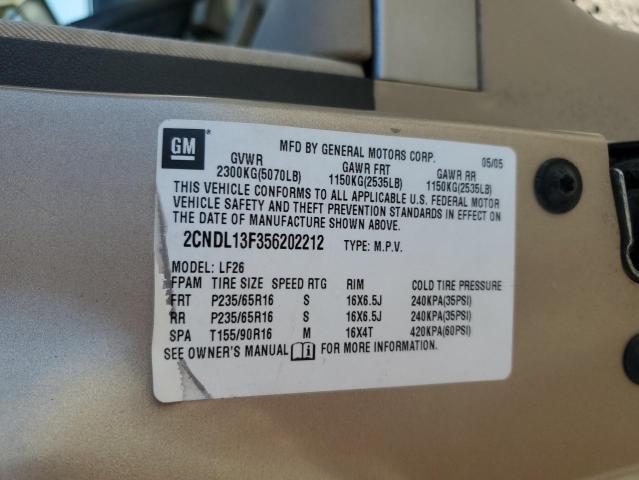 GM
MFD BY GENERAL MOTORS CORP. 05/05
GVWR GAWR FRT GAWR RR
2300KG(5070LB) 1150KG(2535LB) 1150KG(2535LB)
THIS VEHICLE CONFORMS TO ALL APPLICABLE U.S. FEDERAL MOTOR
VEHICLE SAFETY AND THEFT PREVENTION STANDARDS IN EFFECT ON
THE DATE OF MANUFACTURE SHOWN ABOVE.
2CNDL13F356202212 TYPE: M.P.V.
MODEL: LF26
FPAM TIRE SIZE SPEED RTG RIM COLD TIRE PRESSURE
FRT P235/65R16 S 16X6.5J 240KPA(35PSI)
RR P235/65R16 S 16X6.5J 240KPA(35PSI)
SPA T155/90R16 M 16X4T 420KPA(60PSI)
SEE OWNER'S MANUAL FOR MORE INFORMATION.